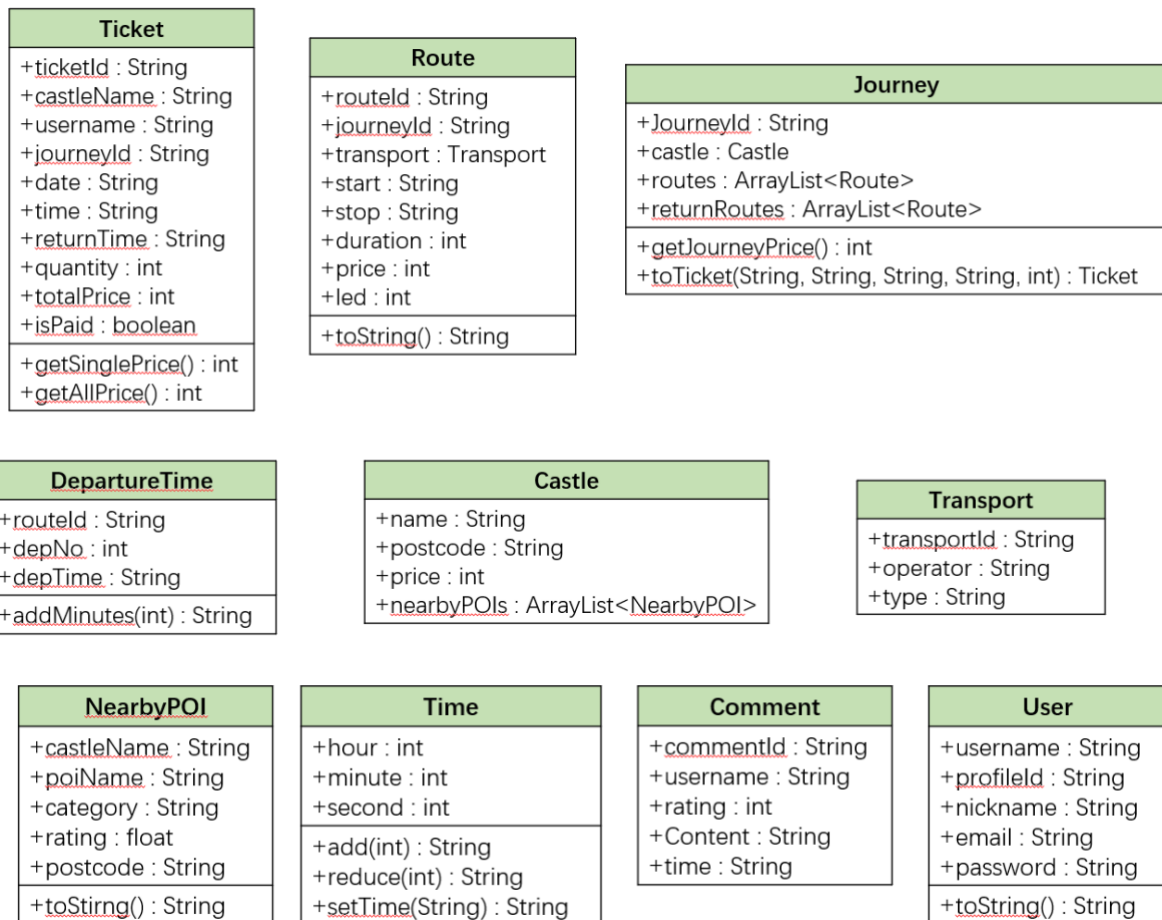 Ticket
+ticketId : String
+castleName : String
+username : String
+journeyId : String
+date : String
+time : String
+returnTime : String
+quantity : int
+totalPrice : int
+isPaid : boolean
+getSinglePrice() : int
+getAllPrice() : int
Route
+routeId : String
+journeyId : String
+transport : Transport
+start : String
+stop : String
+duration : int
+price : int
+led : int
+toString() : String
Journey
+JourneyId : String
+castle : Castle
+routes : ArrayList<Route>
+returnRoutes : ArrayList<Route>
+getJourneyPrice() : int
+toTicket(String, String, String, String, int) : Ticket
DepartureTime
+routeId : String
+depNo : int
+depTime : String
+addMinutes(int) : String
Castle
+name : String
+postcode : String
+price : int
+nearbyPOIs : ArrayList<NearbyPOI>
Transport
+transportId : String
+operator : String
+type : String
NearbyPOI
+castleName : String
+poiName : String
+category : String
+rating : float
+postcode : String
+toStirng() : String
Time
+hour : int
+minute : int
+second : int
+add(int) : String
+reduce(int) : String
+setTime(String) : String
Comment
+commentId : String
+username : String
+rating : int
+Content : String
+time : String
User
+username : String
+profileId : String
+nickname : String
+email : String
+password : String
+toString() : String